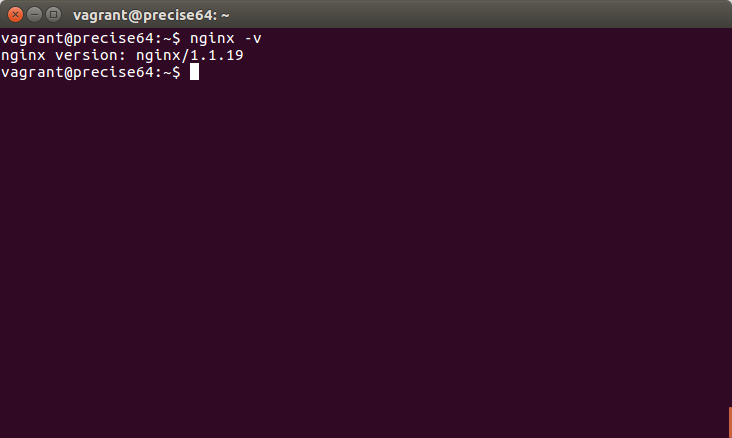 vagrant@precise64: ~
vagrant@precise64:~$ nginx -v
nginx version: nginx/1.1.19
vagrant@precise64:~$